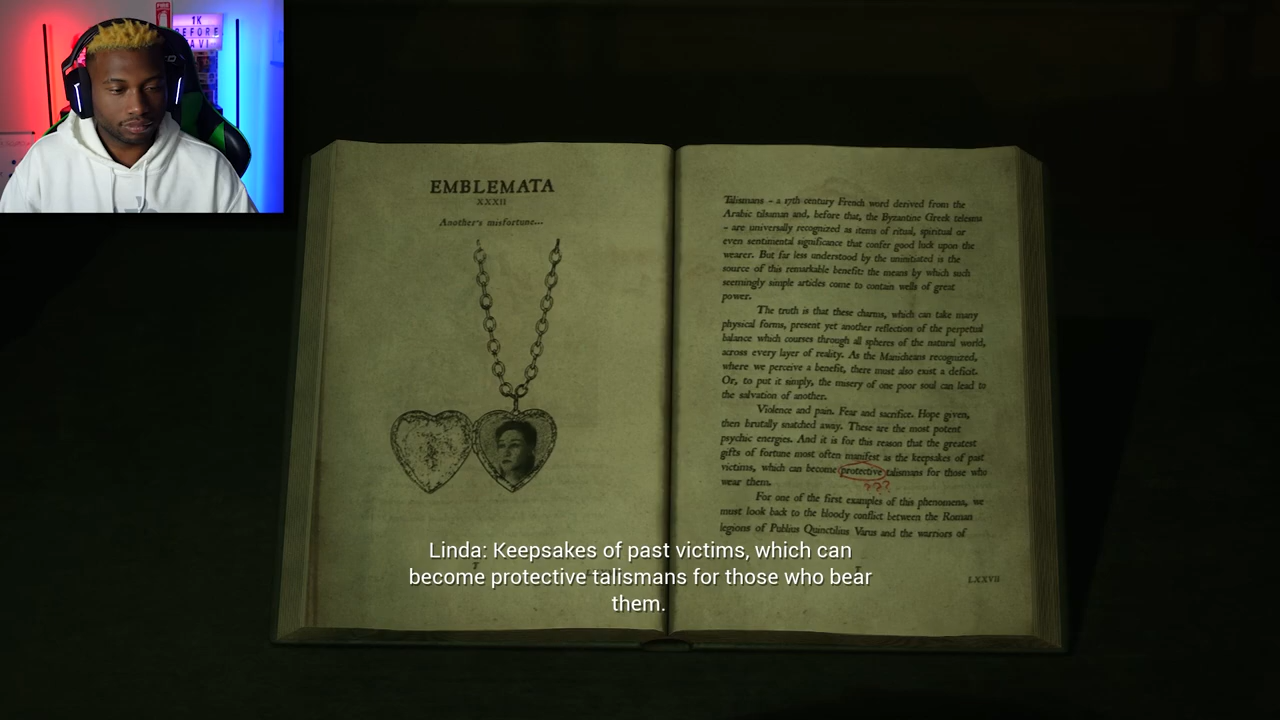 1K
BEFORE
AVI
EMBLEMATA
XXXII
Another's misfortune...
Talismans – a 17th century French word derived from the
Arabic tilsman and, before that, the Byzantine Greek telesma
– are universally recognized as items of ritual, spiritual or
even sentimental significance that confer good luck upon the
wearer. But far less understood by the uninitiated is the
source of this remarkable benefit: the means by which such
seemingly simple articles come to contain wells of great
power.
The truth is that these charms, which can take many
physical forms, present yet another reflection of the perpetual
balance which courses through all spheres of the natural world,
across every layer of reality. As the Manicheans recognized,
where we perceive a benefit, there must also exist a deficit.
Or, to put it simply, the misery of one poor soul can lead to
the salvation of another.
Violence and pain. Fear and sacrifice. Hope given,
then brutally snatched away. These are the most potent
psychic energies. And it is for this reason that the greatest
gifts of fortune most often manifest as the keepsakes of past
victims, which can become protective talismans for those who
wear them.
???
For one of the first examples of this phenomena, we
must look back to the bloody conflict between the Roman
legions of Publius Quinctilius Varus and the warriors of
LXXVII
Linda: Keepsakes of past victims, which can
become protective talismans for those who bear
them.